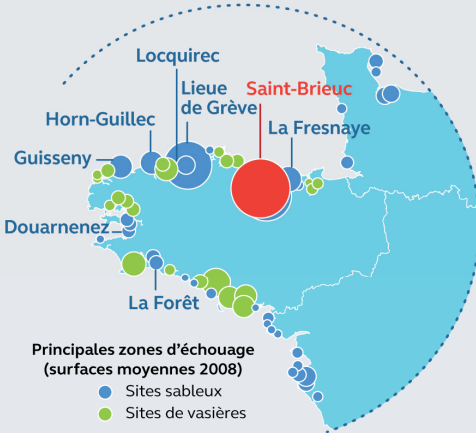 Locquirec
Lieue
de Grève
Saint-Brieuc
Horn-Guillec
La Fresnaye
Guisseny
Douarnenez
La Forêt
Principales zones d'échouage
(surfaces moyennes 2008)
Sites sableux
Sites de vasières